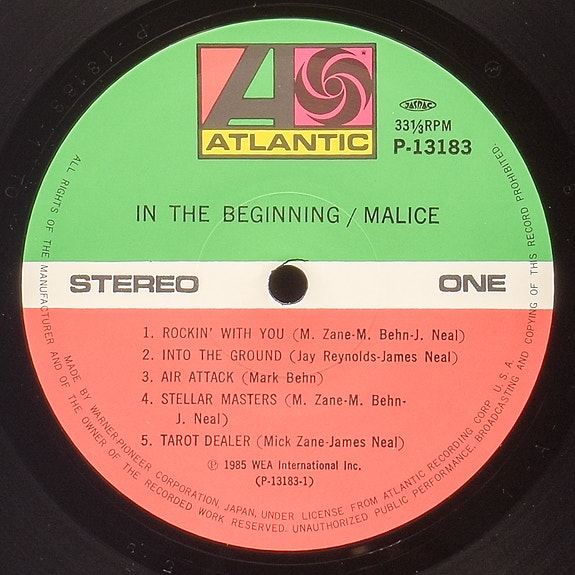 P-13183
ATLANTIC
JASRAC
33⅓RPM
P-13183
IN THE BEGINNING / MALICE
STEREO
ONE
1. ROCKIN' WITH YOU (M. Zane-M. Behn-J. Neal)
2. INTO THE GROUND (Jay Reynolds-James Neal)
3. AIR ATTACK (Mark Behn)
4. STELLAR MASTERS (M. Zane-M. Behn-
J. Neal)
5. TAROT DEALER (Mick Zane-James Neal)
℗ 1985 WEA International Inc.
(P-13183-1)
ALL RIGHTS OF THE MANUFACTURER AND OF THE OWNER OF THE RECORDED WORK RESERVED. UNAUTHORIZED PUBLIC PERFORMANCE, BROADCASTING AND COPYING OF THIS RECORD PROHIBITED.
MADE BY WARNER-PIONEER CORPORATION, JAPAN, UNDER LICENSE FROM ATLANTIC RECORDING CORP. U.S.A.